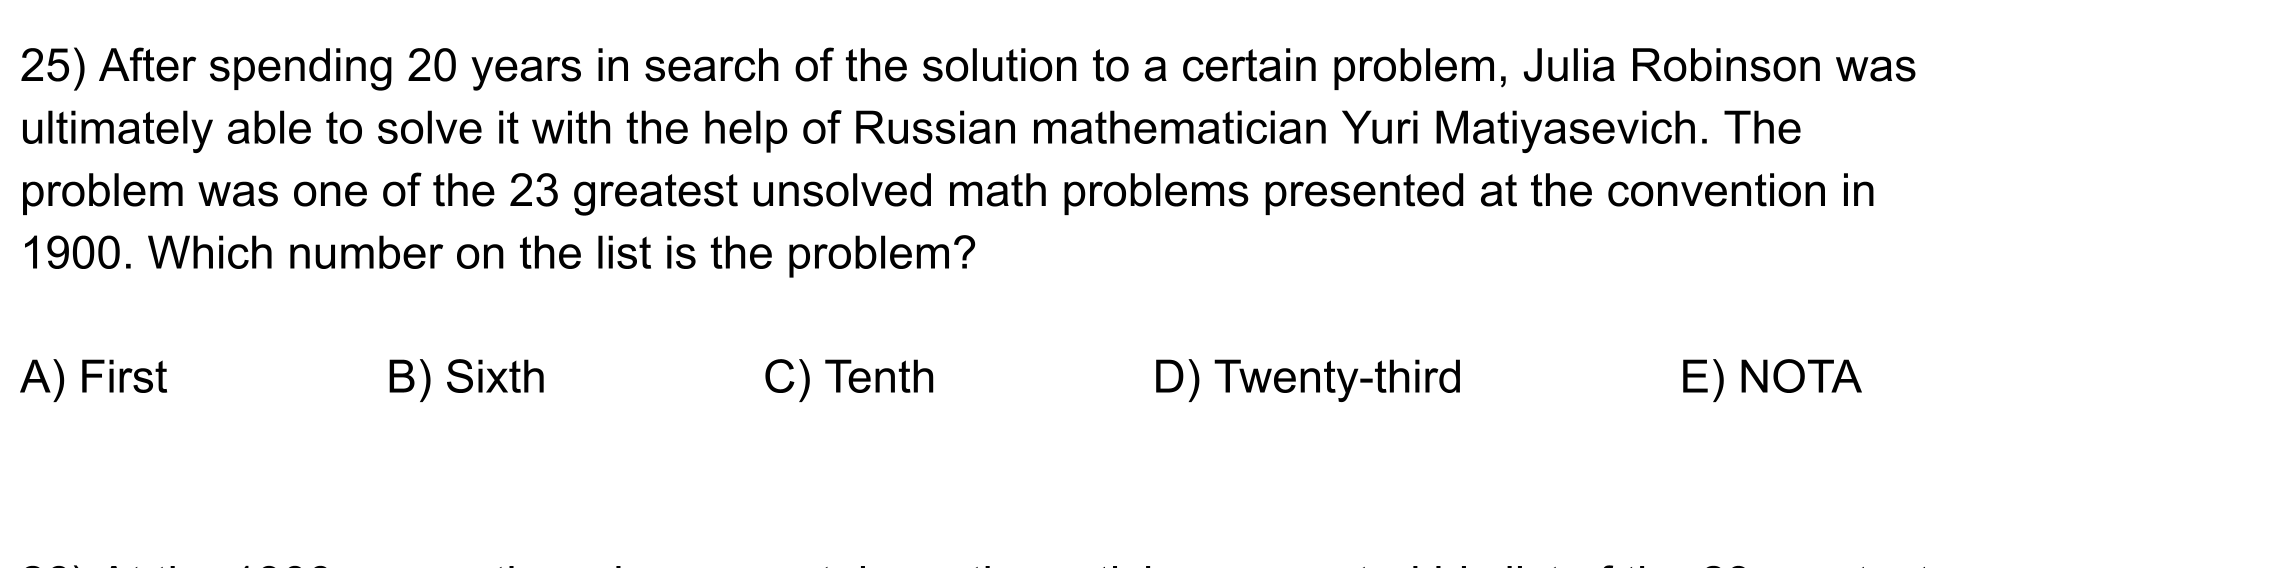 25) After spending 20 years in search of the solution to a certain problem, Julia Robinson was
ultimately able to solve it with the help of Russian mathematician Yuri Matiyasevich. The
problem was one of the 23 greatest unsolved math problems presented at the convention in
1900. Which number on the list is the problem?
A) First B) Sixth C) Tenth D) Twenty-third E) NOTA